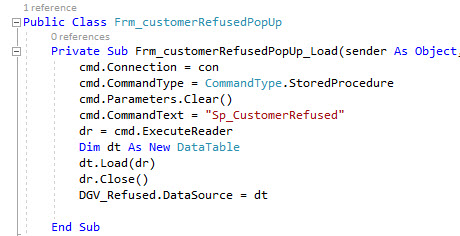 1 reference
Public Class Frm_customerRefusedPopUp
0 references
Private Sub Frm_customerRefusedPopUp_Load(sender As Object,
cmd.Connection = con
cmd.CommandType = CommandType.StoredProcedure
cmd.Parameters.Clear()
cmd.CommandText = "Sp_CustomerRefused"
dr = cmd.ExecuteReader
Dim dt As New DataTable
dt.Load(dr)
dr.Close()
DGV_Refused.DataSource = dt
End Sub